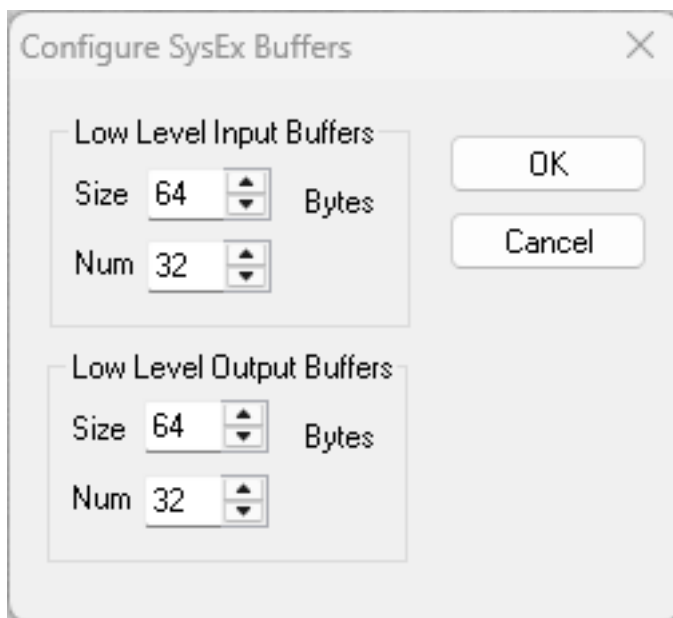 Configure SysEx Buffers
Low Level Input Buffers
Size 64 Bytes
Num 32
OK
Cancel
Low Level Output Buffers
Size 64 Bytes
Num 32